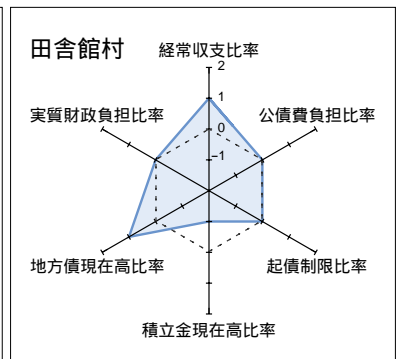 田舎館村
経常収支比率
2
1
0
−1
実質財政負担比率
公債費負担比率
地方債現在高比率
起債制限比率
積立金現在高比率